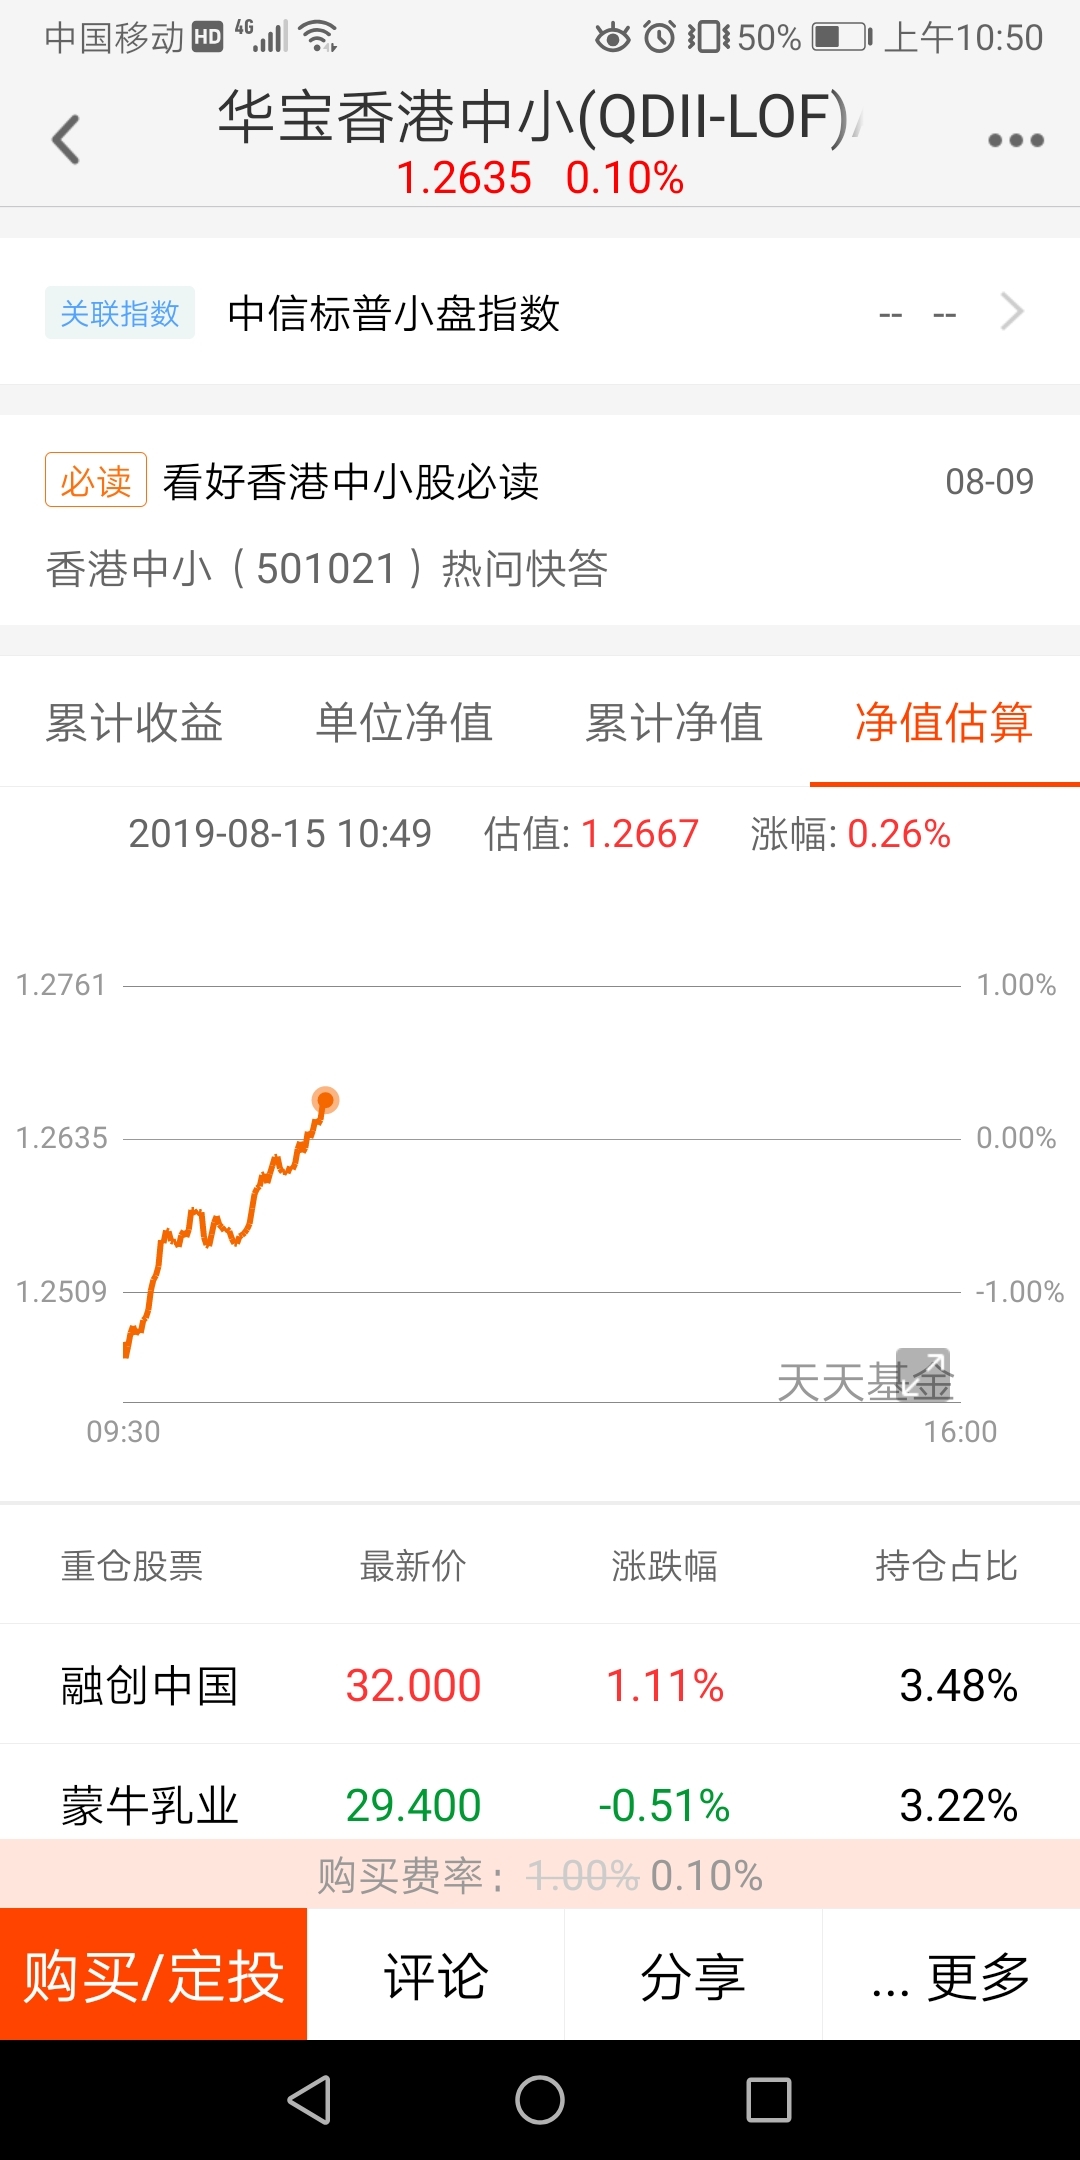 中国移动 HD 4G 50% 上午10:50
华宝香港中小(QDII-LOF)
1.2635 0.10%
关联指数 中信标普小盘指数 -- --
必读 看好香港中小股必读 08-09
香港中小（501021）热问快答
累计收益 单位净值 累计净值 净值估算
2019-08-15 10:49 估值: 1.2667 涨幅: 0.26%
1.2761 1.00%
1.2635 0.00%
1.2509 -1.00%
天天基金
09:30 16:00
重仓股票 最新价 涨跌幅 持仓占比
融创中国 32.000 1.11% 3.48%
蒙牛乳业 29.400 -0.51% 3.22%
购买费率：1.00% 0.10%
购买/定投 评论 分享 ... 更多